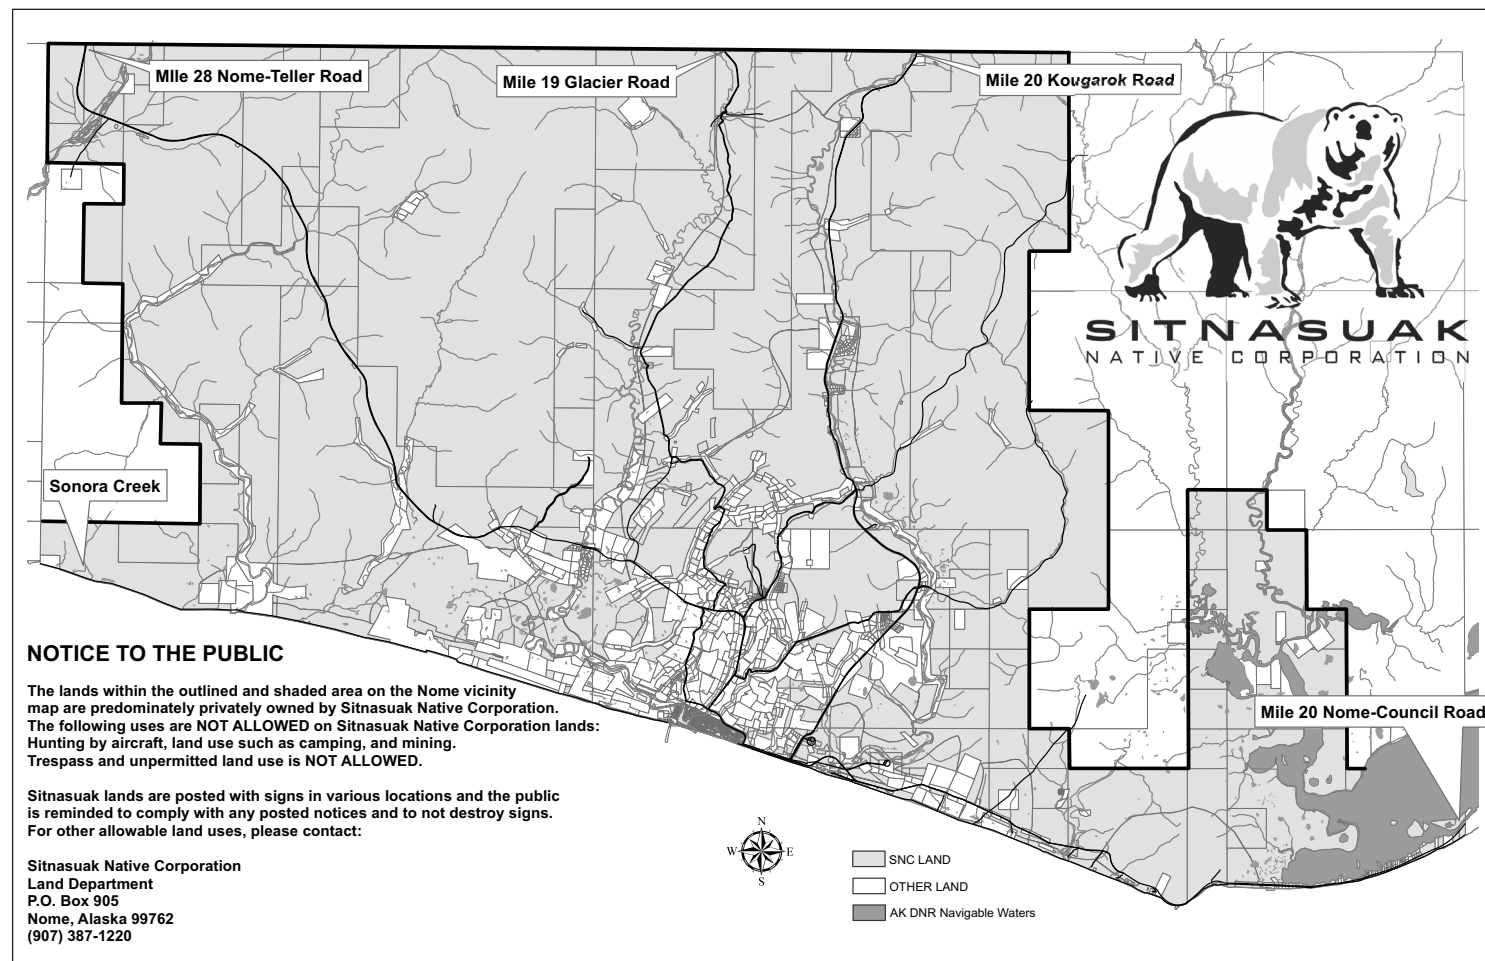 MIle 28 Nome-Teller Road
Mile 19 Glacier Road
Mile 20 Kougarok Road
SITNASUAK
NATIVE CORPORATION
Sonora Creek
NOTICE TO THE PUBLIC
The lands within the outlined and shaded area on the Nome vicinity
map are predominately privately owned by Sitnasuak Native Corporation.
The following uses are NOT ALLOWED on Sitnasuak Native Corporation lands:
Hunting by aircraft, land use such as camping, and mining.
Trespass and unpermitted land use is NOT ALLOWED.
Sitnasuak lands are posted with signs in various locations and the public
is reminded to comply with any posted notices and to not destroy signs.
For other allowable land uses, please contact:
Sitnasuak Native Corporation
Land Department
P.O. Box 905
Nome, Alaska 99762
(907) 387-1220
Mile 20 Nome-Council Road
N
W E
S
SNC LAND
OTHER LAND
AK DNR Navigable Waters